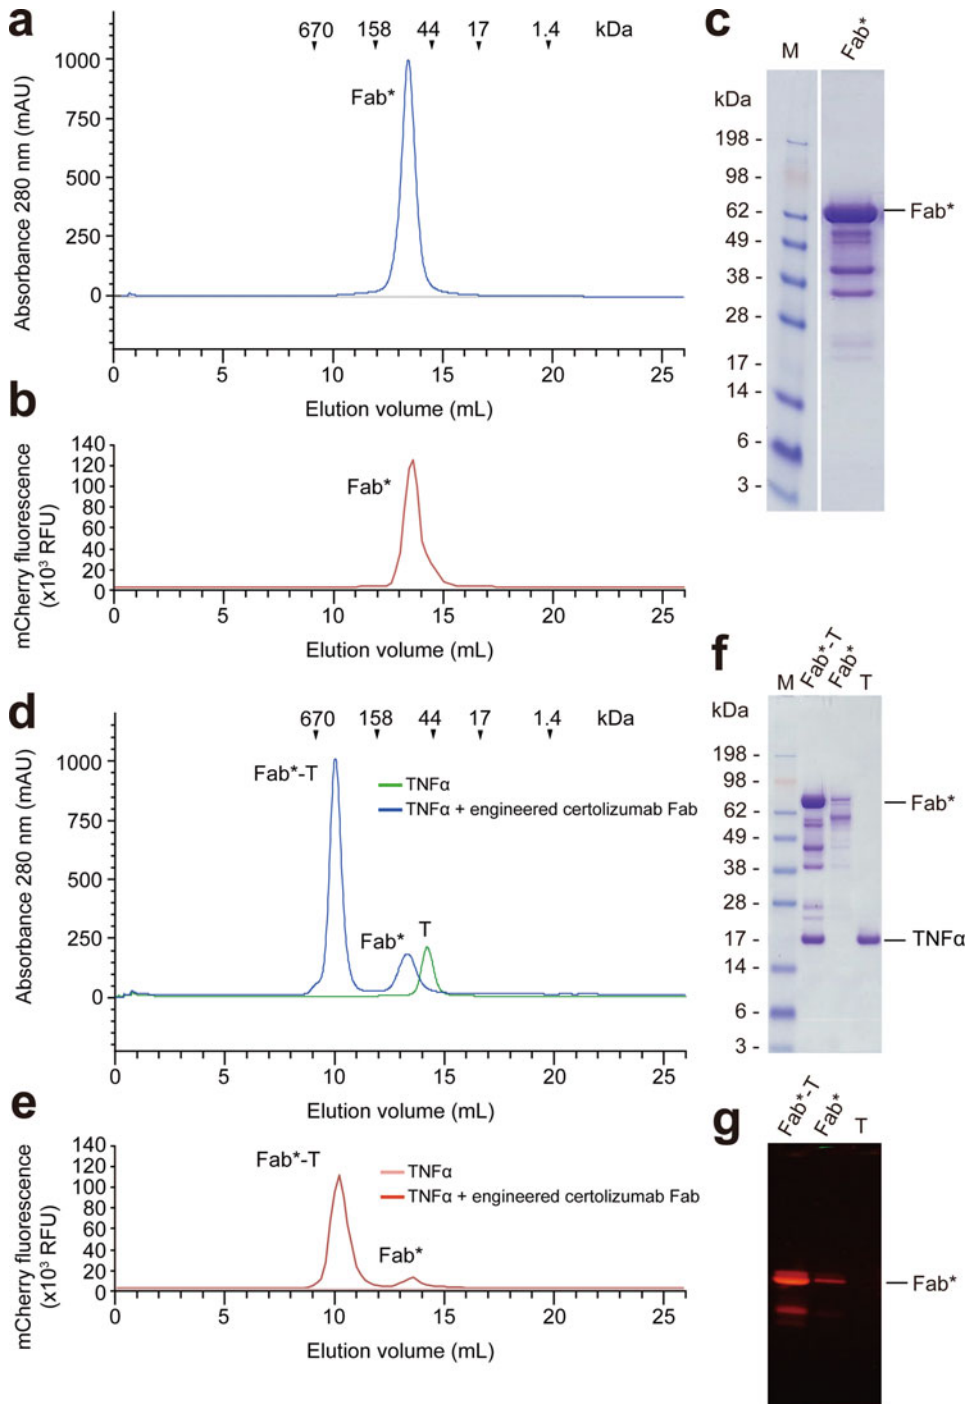 a
670 158 44 17 1.4 kDa
Absorbance 280 nm (mAU)
1000
750
500
250
0
Fab*
0 5 10 15 20 25
Elution volume (mL)
b
mCherry fluorescence
(x10³ RFU)
140
120
100
80
60
40
20
0
Fab*
0 5 10 15 20 25
Elution volume (mL)
c
M Fab*
kDa
198 -
98 -
62 -
49 -
38 -
28 -
17 -
14 -
6 -
3 -
Fab*
d
670 158 44 17 1.4 kDa
Absorbance 280 nm (mAU)
1000
750
500
250
0
Fab*-T
Fab*
T
TNFα
TNFα + engineered certolizumab Fab
0 5 10 15 20 25
Elution volume (mL)
e
mCherry fluorescence
(x10³ RFU)
140
120
100
80
60
40
20
0
Fab*-T
Fab*
TNFα
TNFα + engineered certolizumab Fab
0 5 10 15 20 25
Elution volume (mL)
f
M Fab*-T Fab* T
kDa
198 -
98 -
62 -
49 -
38 -
28 -
17 -
14 -
6 -
3 -
Fab*
TNFα
g
Fab*-T Fab* T
Fab*